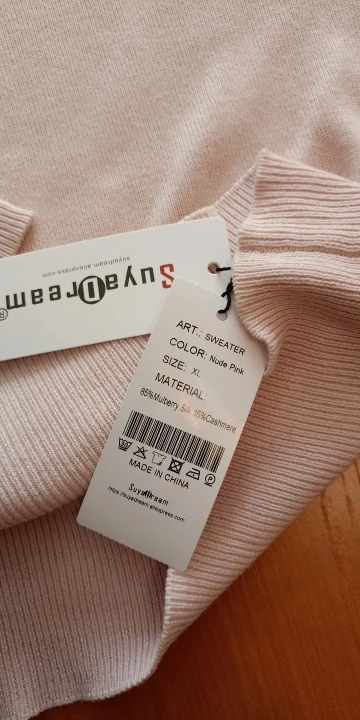 suyadream.aliexpress.com
SuyaDream®
ART.: SWEATER
COLOR: Nude Pink
SIZE: XL
MATERIAL:
85%Mulberry Silk 15%Cashmere
MADE IN CHINA
SuyaDream
https://suyadream.aliexpress.com